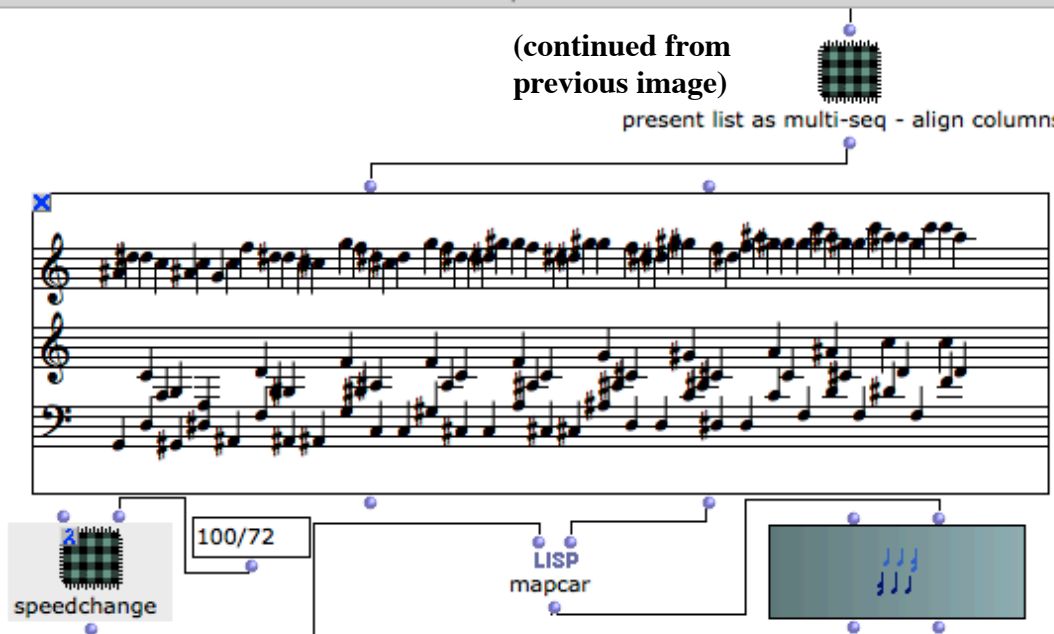 (continued from
previous image)
present list as multi-seq - align columns
100/72
LISP
mapcar
speedchange